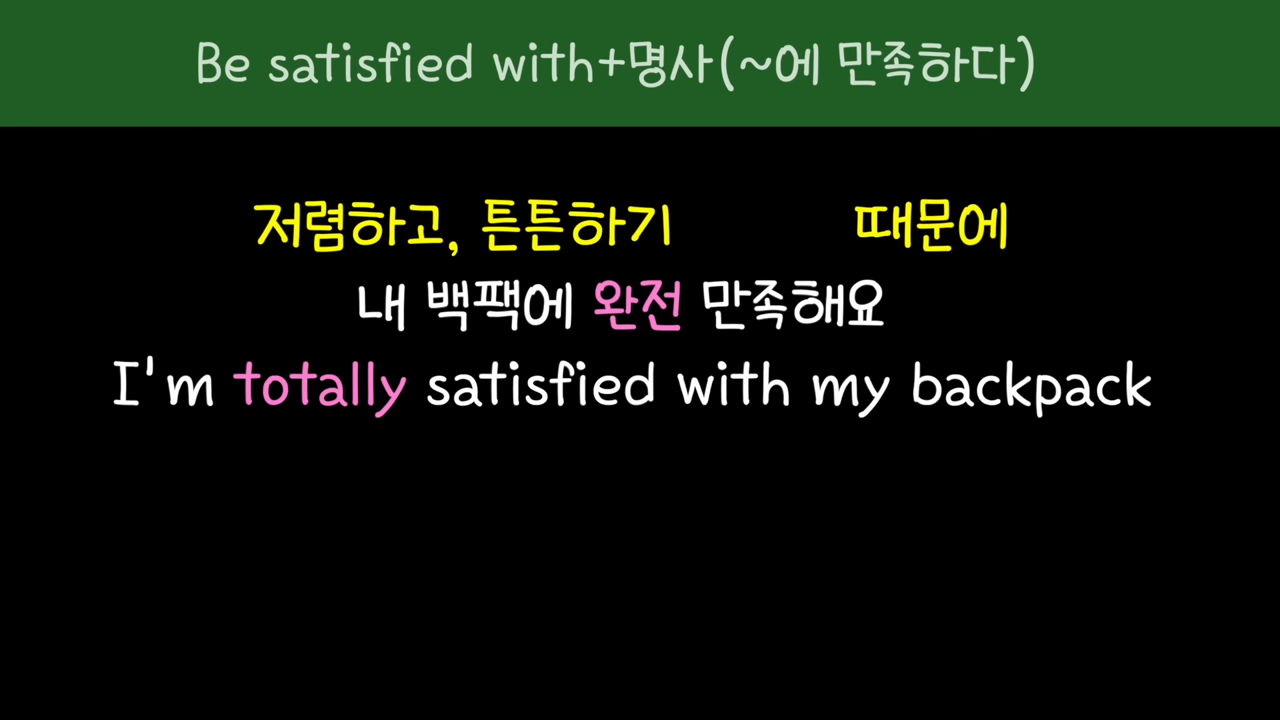 Be satisfied with+명사(~에 만족하다)
저렴하고, 튼튼하기 때문에
내 백팩에 완전 만족해요
I'm totally satisfied with my backpack